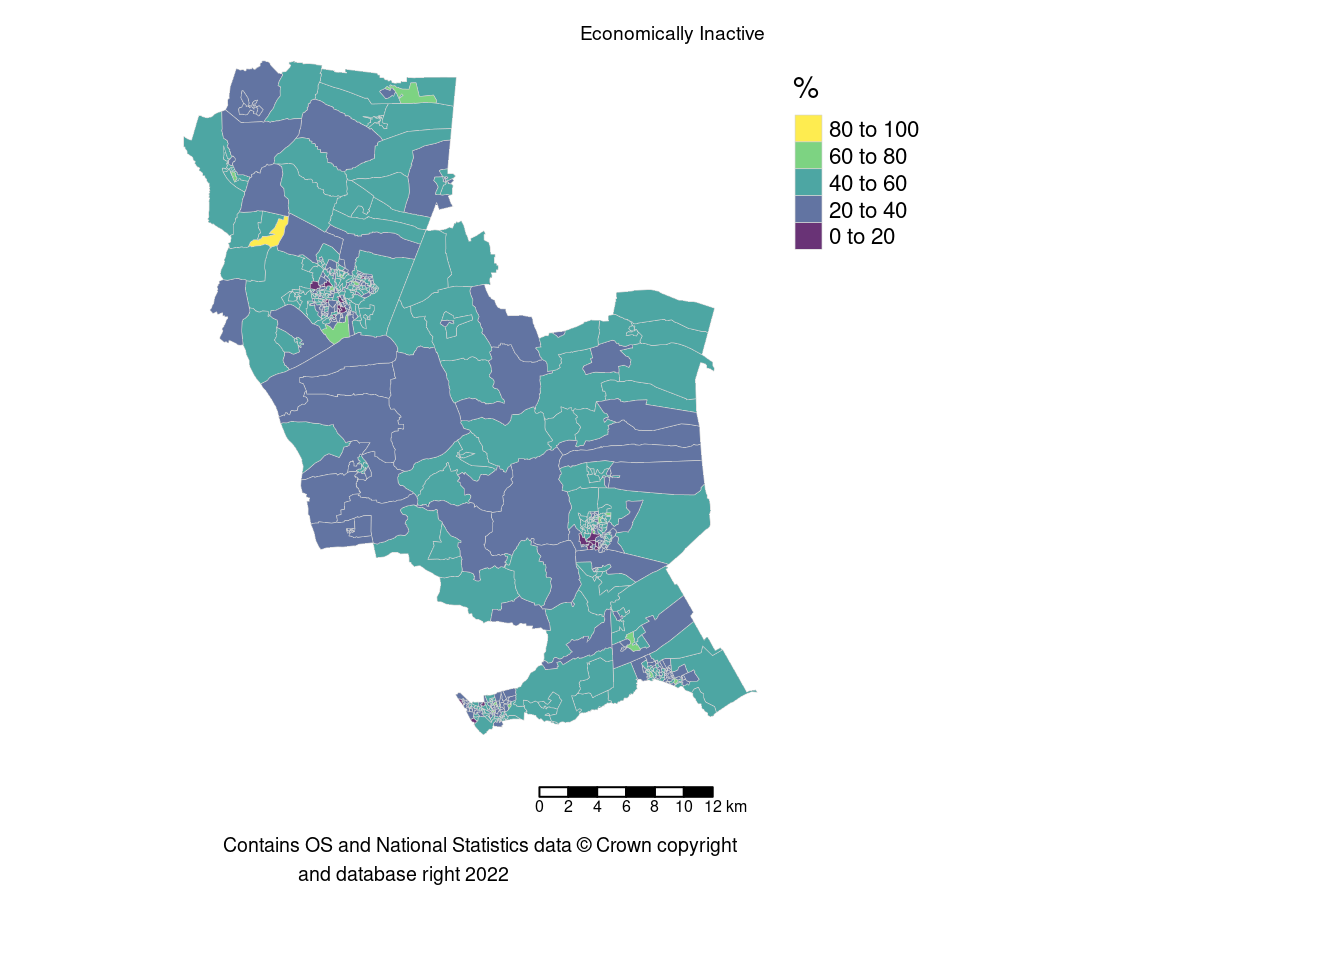 Economically Inactive
%
80 to 100
60 to 80
40 to 60
20 to 40
0 to 20
0 2 4 6 8 10 12 km
Contains OS and National Statistics data © Crown copyright
and database right 2022